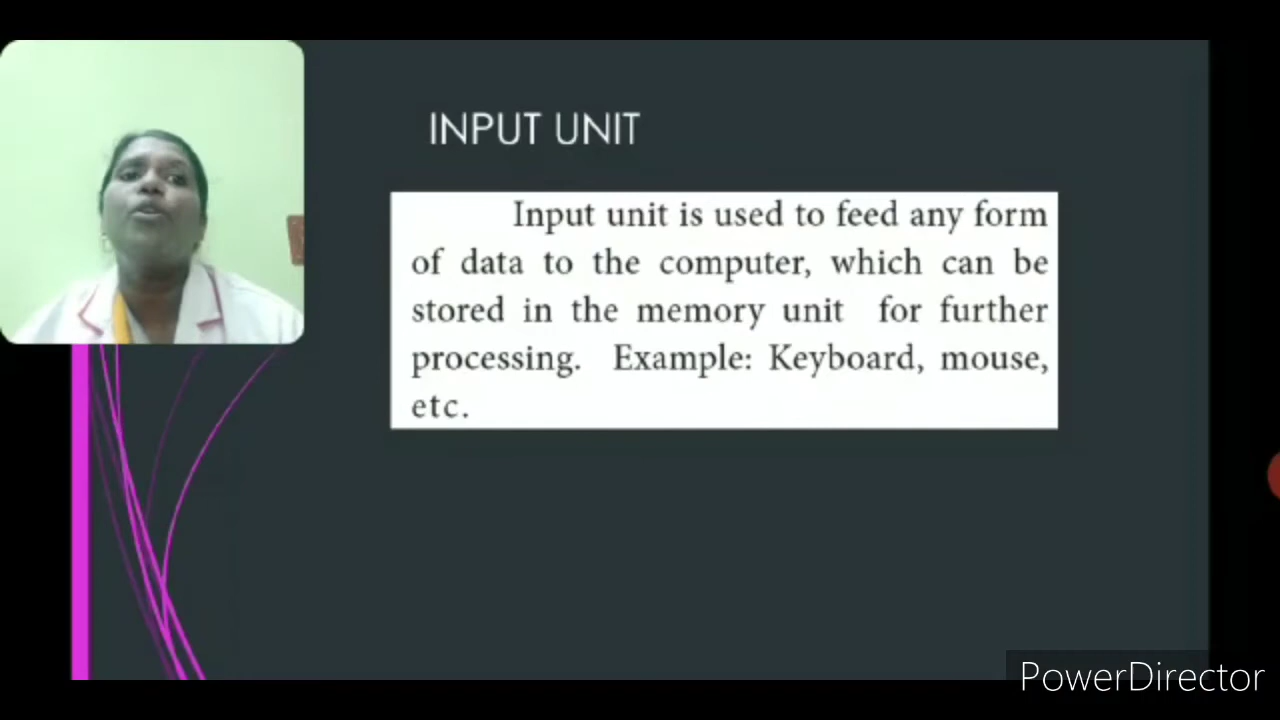 INPUT UNIT
Input unit is used to feed any form
of data to the computer, which can be
stored in the memory unit for further
processing. Example: Keyboard, mouse,
etc.
PowerDirector